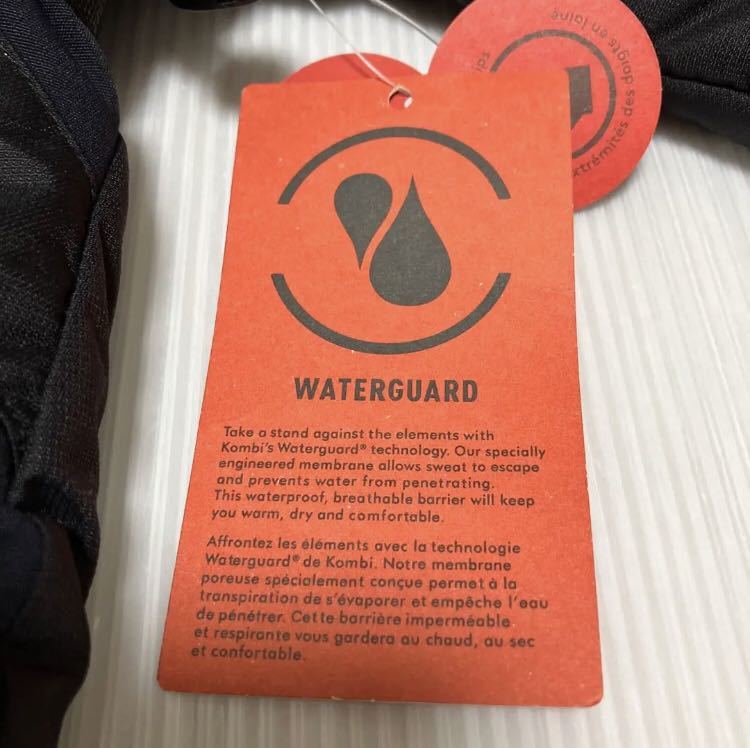 doigts en laine
extrémités des
WATERGUARD
Take a stand against the elements with
Kombi's Waterguard® technology. Our specially
engineered membrane allows sweat to escape
and prevents water from penetrating.
This waterproof, breathable barrier will keep
you warm, dry and comfortable.
Affrontez les éléments avec la technologie
Waterguard® de Kombi. Notre membrane
poreuse spécialement conçue permet à la
transpiration de s'évaporer et empêche l'eau
de pénétrer. Cette barrière imperméable
et respirante vous gardera au chaud, au sec
et confortable.